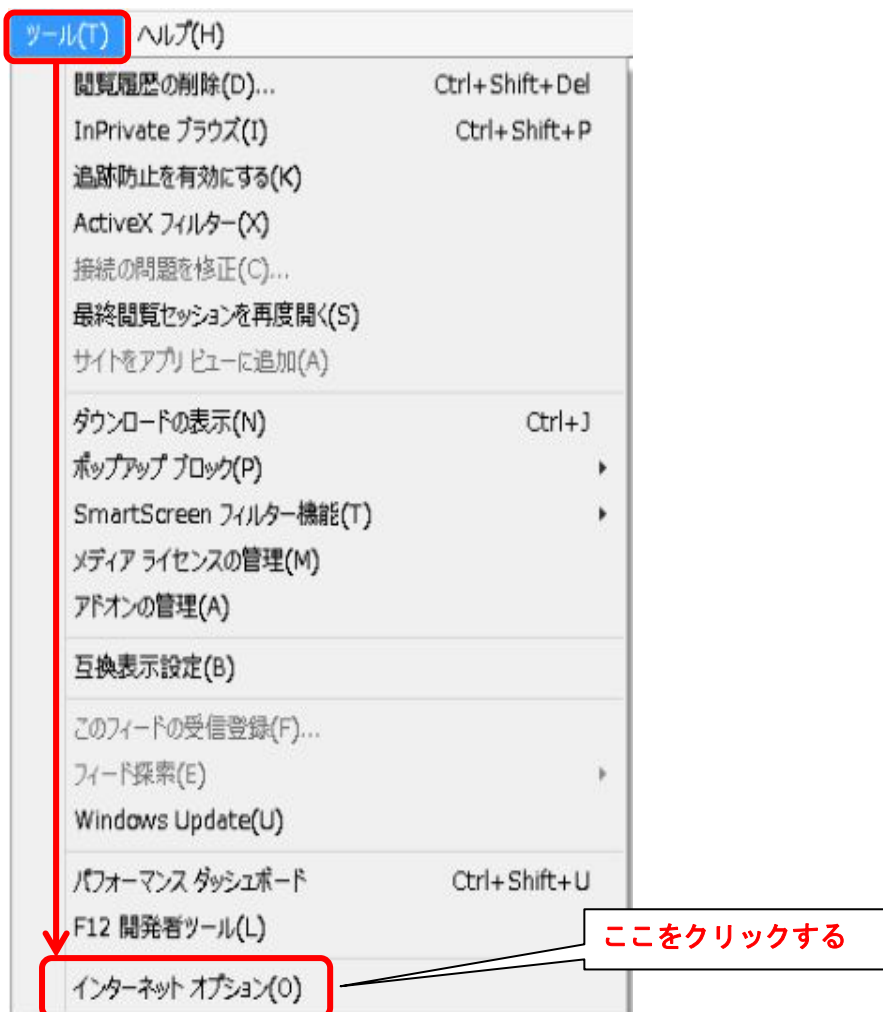 ツール(T) ヘルプ(H)
閲覧履歴の削除(D)... Ctrl+Shift+Del
InPrivate ブラウズ(I) Ctrl+Shift+P
追跡防止を有効にする(K)
ActiveX フィルター(X)
接続の問題を修正(C)...
最終閲覧セッションを再度開く(S)
サイトをアプリ ビューに追加(A)
ダウンロードの表示(N) Ctrl+J
ポップアップ ブロック(P)
SmartScreen フィルター機能(T)
メディア ライセンスの管理(M)
アドオンの管理(A)
互換表示設定(B)
このフィードの受信登録(F)...
フィード探索(E)
Windows Update(U)
パフォーマンス ダッシュボード Ctrl+Shift+U
F12 開発者ツール(L)
ここをクリックする
インターネット オプション(O)